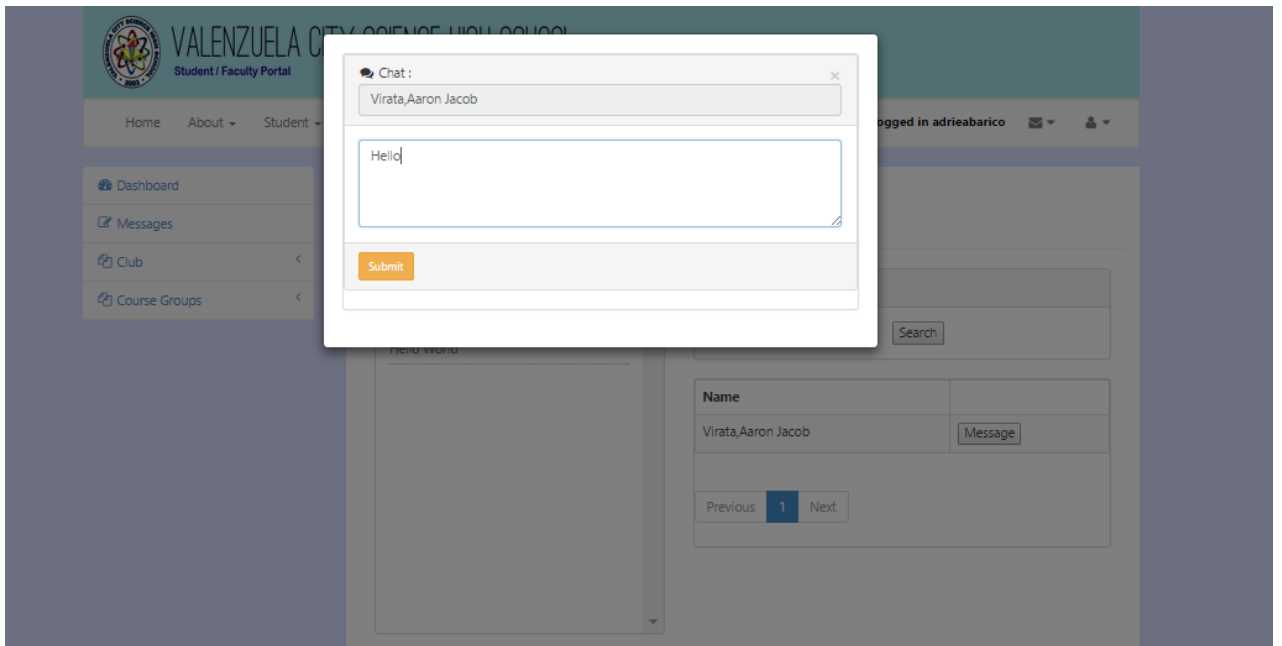 VALENZUELA C
Student / Faculty Portal
Chat :
Virata,Aaron Jacob
Home About Student
ogged in adrieabarico
Hello
Dashboard
Messages
Club
Course Groups
Submit
Search
Hello World
Name
Virata,Aaron Jacob Message
Previous 1 Next